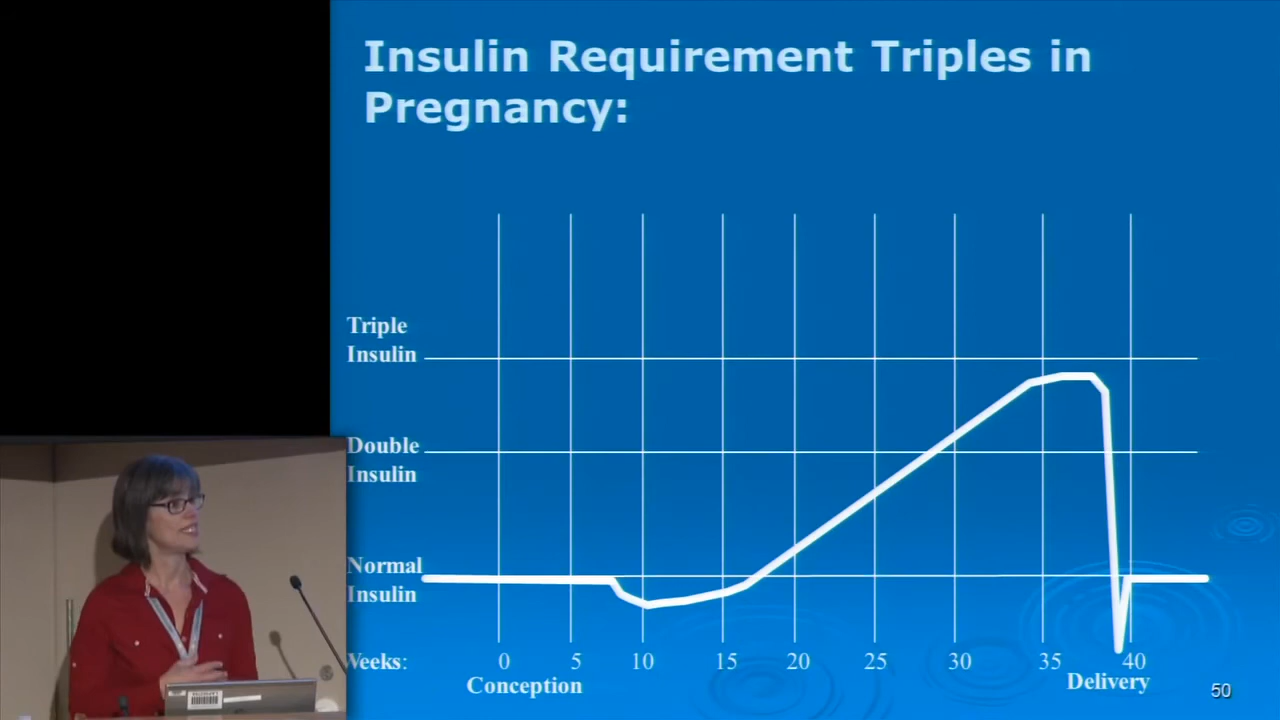 Insulin Requirement Triples in
Pregnancy:
Triple
Insulin
Double
Insulin
Normal
Insulin
Weeks: 0 5 10 15 20 25 30 35 40
Conception
Delivery
50